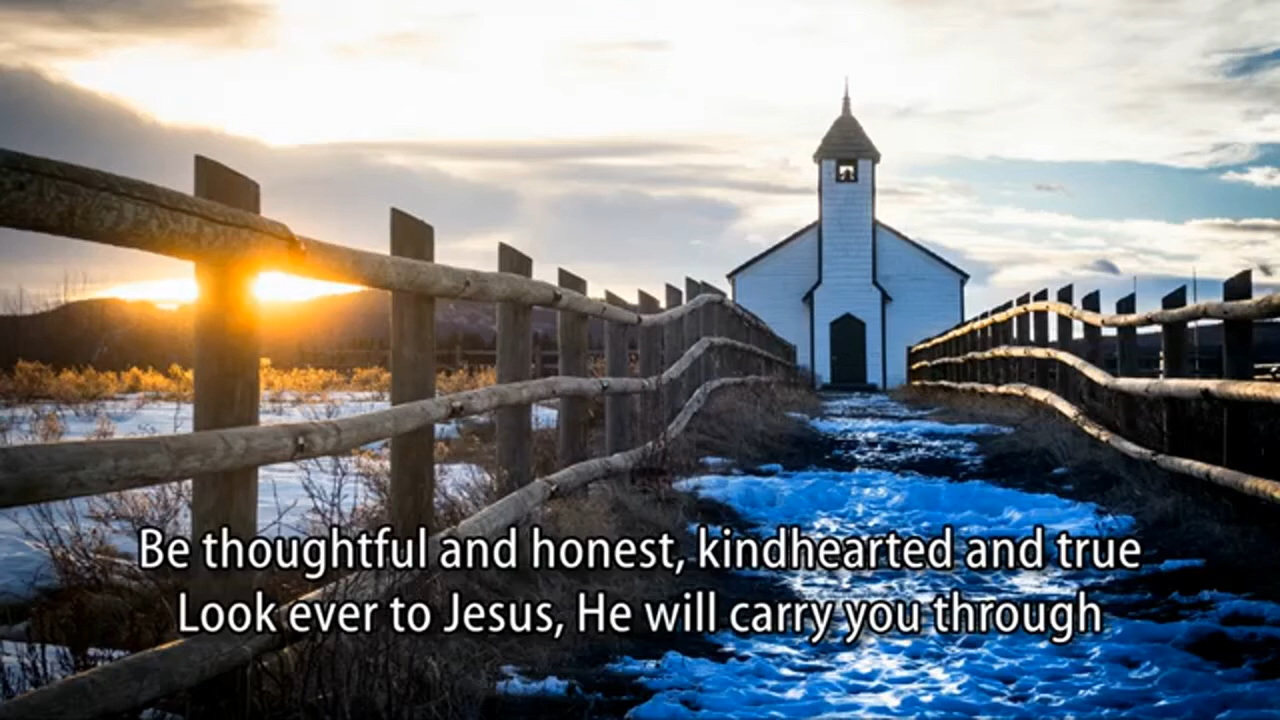 Be thoughtful and honest, kindhearted and true
Look ever to Jesus, He will carry you through